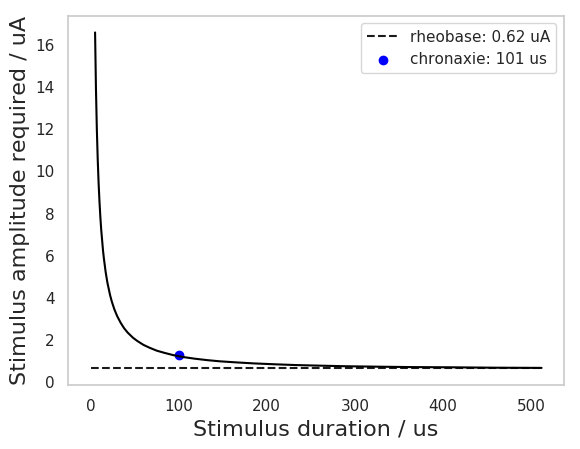 rheobase: 0.62 uA
chronaxie: 101 us
Stimulus amplitude required / uA
16
14
12
10
8
6
4
2
0
0 100 200 300 400 500
Stimulus duration / us